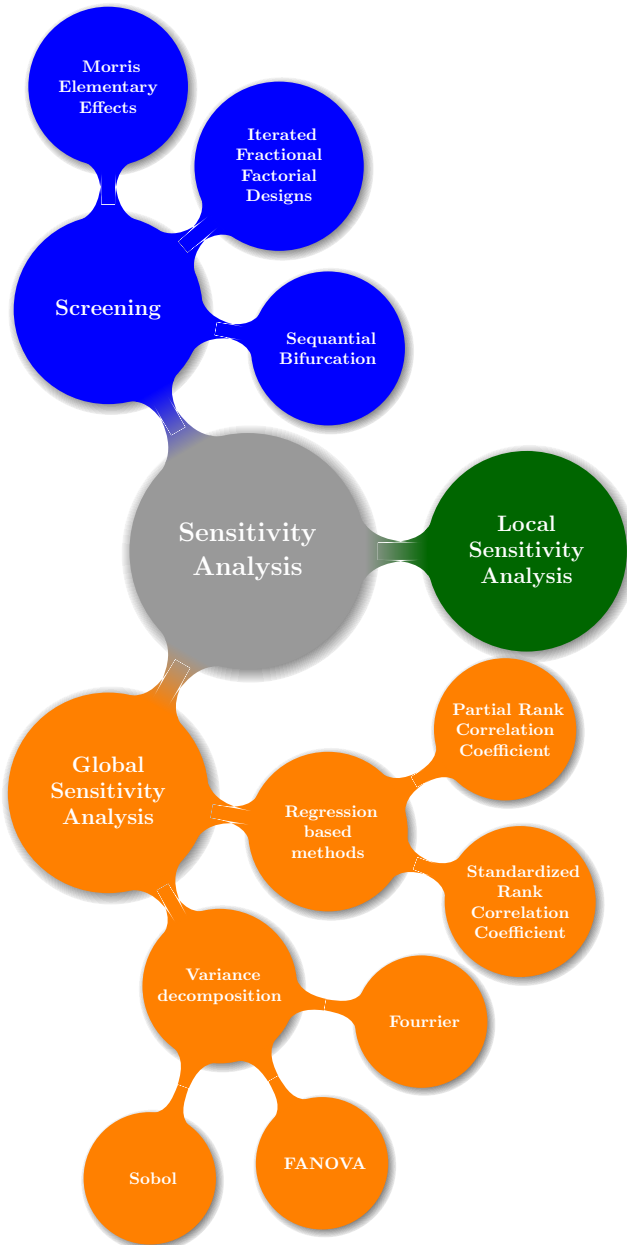 Morris
Elementary
Effects
Iterated
Fractional
Factorial
Designs
Screening
Sequantial
Bifurcation
Sensitivity
Analysis
Local
Sensitivity
Analysis
Partial Rank
Correlation
Coefficient
Global
Sensitivity
Analysis
Regression
based
methods
Standardized
Rank
Correlation
Coefficient
Variance
decomposition
Fourrier
FANOVA
Sobol